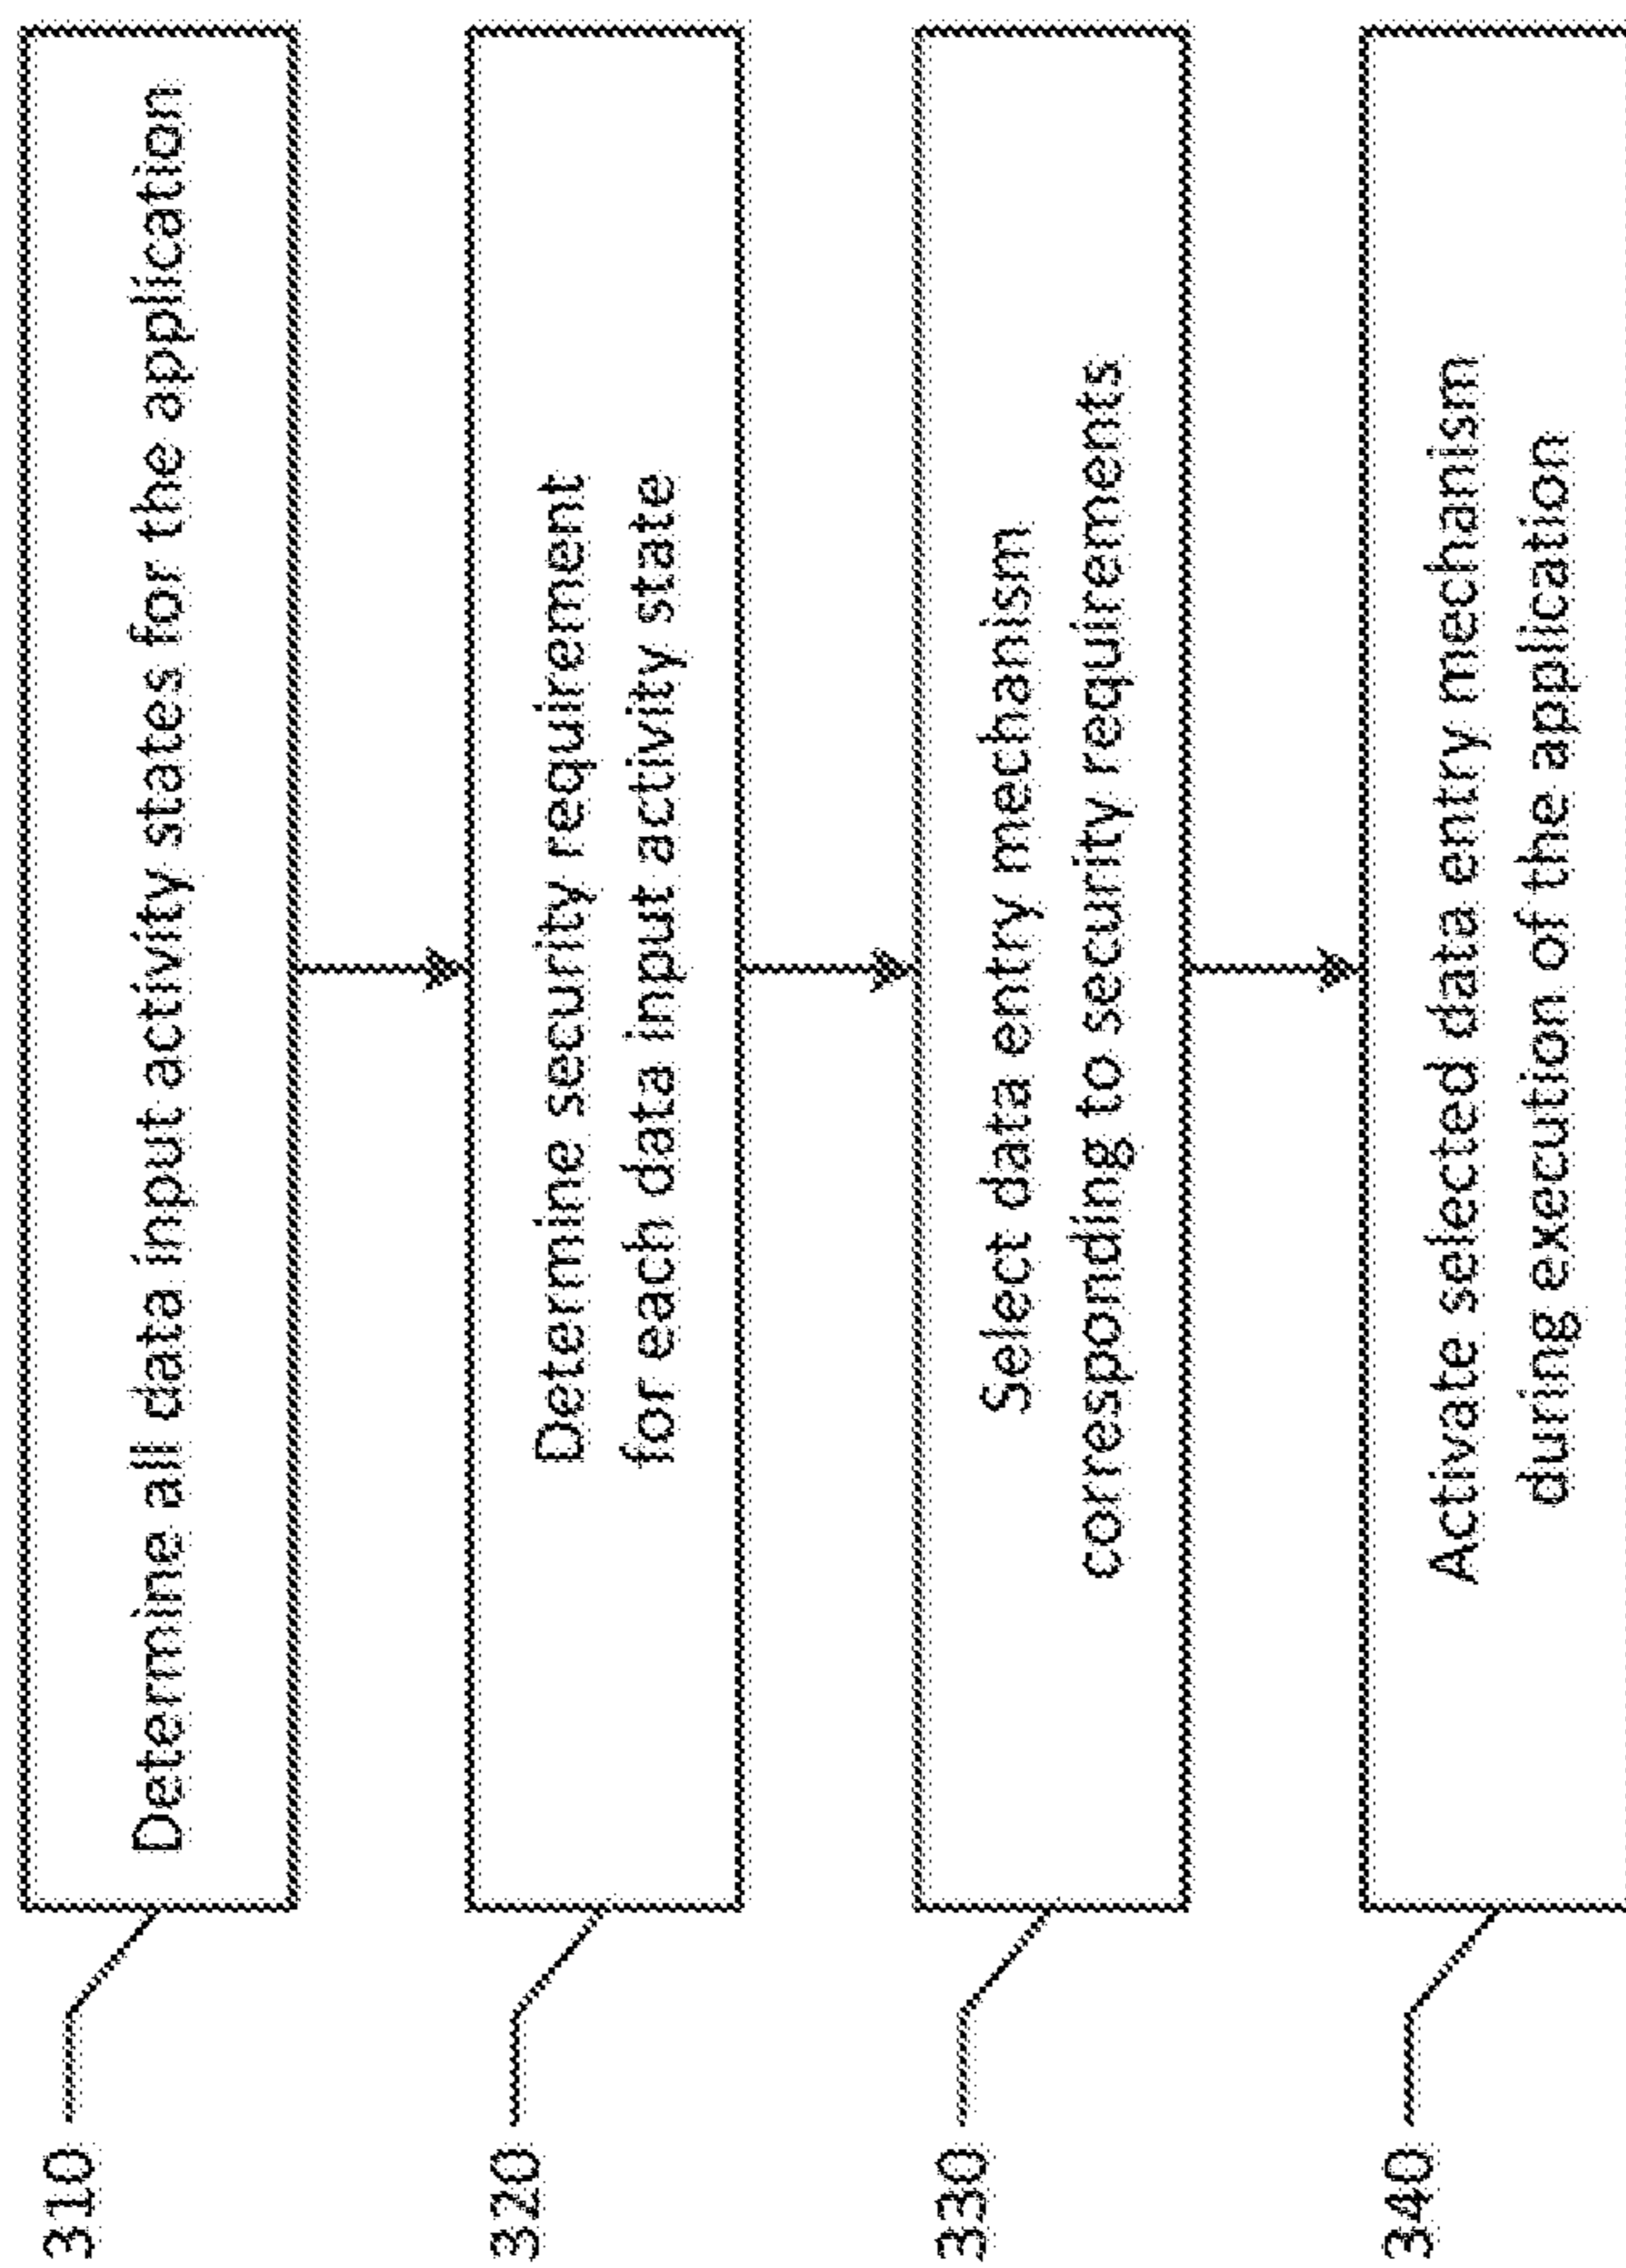 310
Determine all data input activity states for the application
320
Determine security requirement
for each data input activity state
330
Select data entry mechanism
corresponding to security requirements
340
Activate selected data entry mechanism
during execution of the application